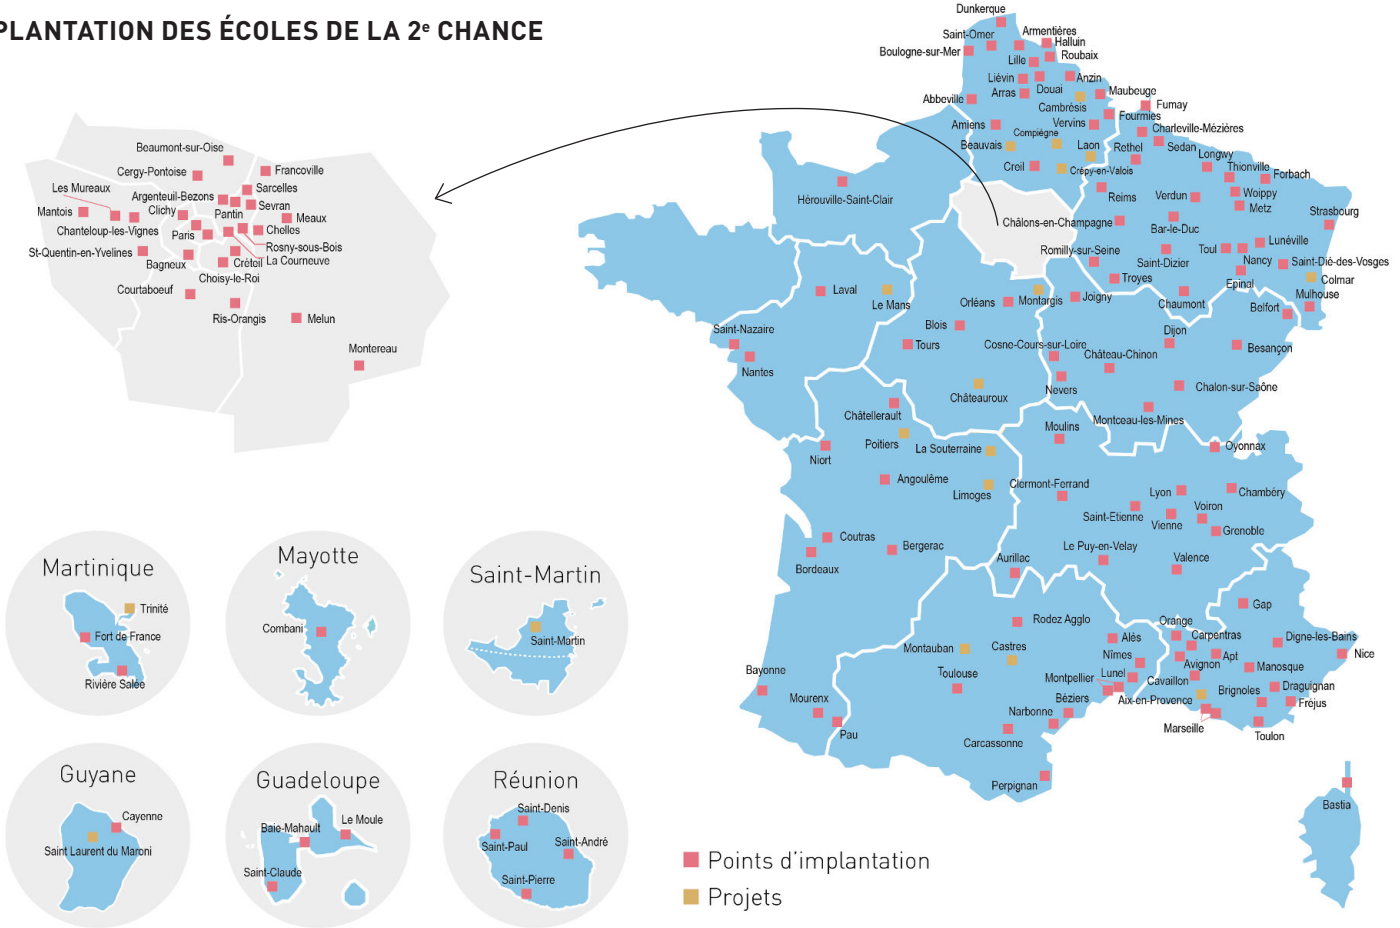 PLANTATION DES ÉCOLES DE LA 2e CHANCE
Dunkerque
Saint-Omer
Armentières
Halluin
Boulogne-sur-Mer
Lille
Roubaix
Liévin
Douai
Anzin
Arras
Maubeuge
Abbeville
Cambrésis
Fumay
Fourmies
Amiens
Vervins
Compiègne
Charleville-Mézières
Beauvais
Laon
Rethel
Sedan
Longwy
Creil
Crépy-en-Valois
Thionville
Forbach
Reims
Verdun
Woippy
Metz
Hérouville-Saint-Clair
Strasbourg
Châlons-en-Champagne
Bar-le-Duc
Romilly-sur-Seine
Toul
Lunéville
Saint-Dizier
Nancy
Saint-Dié-des-Vosges
Troyes
Epinal
Colmar
Laval
Le Mans
Orléans
Montargis
Joigny
Chaumont
Mulhouse
Belfort
Saint-Nazaire
Blois
Dijon
Tours
Cosne-Cours-sur-Loire
Château-Chinon
Besançon
Nantes
Nevers
Chalon-sur-Saône
Châteauroux
Châtellerault
Montceau-les-Mines
Moulins
Poitiers
La Souterraine
Oyonnax
Niort
Angoulême
Limoges
Clermont-Ferrand
Lyon
Chambéry
Saint-Etienne
Vienne
Voiron
Grenoble
Coutras
Bergerac
Le Puy-en-Velay
Bordeaux
Aurillac
Valence
Gap
Rodez Agglo
Orange
Carpentras
Digne-les-Bains
Alès
Montauban
Castres
Nîmes
Apt
Nice
Avignon
Manosque
Bayonne
Toulouse
Montpellier
Lunel
Cavaillon
Draguignan
Mourenx
Béziers
Aix-en-Provence
Brignoles
Fréjus
Narbonne
Marseille
Pau
Carcassonne
Toulon
Perpignan
Bastia
Beaumont-sur-Oise
Cergy-Pontoise
Francoville
Les Mureaux
Argenteuil-Bezons
Sarcelles
Mantois
Clichy
Pantin
Sevran
Meaux
Chanteloup-les-Vignes
Paris
Chelles
St-Quentin-en-Yvelines
Rosny-sous-Bois
Bagneux
Créteil
La Courneuve
Choisy-le-Roi
Courtaboeuf
Ris-Orangis
Melun
Montereau
Martinique
Trinité
Fort de France
Rivière Salée
Mayotte
Combani
Saint-Martin
Saint-Martin
Guyane
Cayenne
Saint Laurent du Maroni
Guadeloupe
Baie-Mahault
Le Moule
Saint-Claude
Réunion
Saint-Denis
Saint-Paul
Saint-André
Saint-Pierre
Points d’implantation
Projets